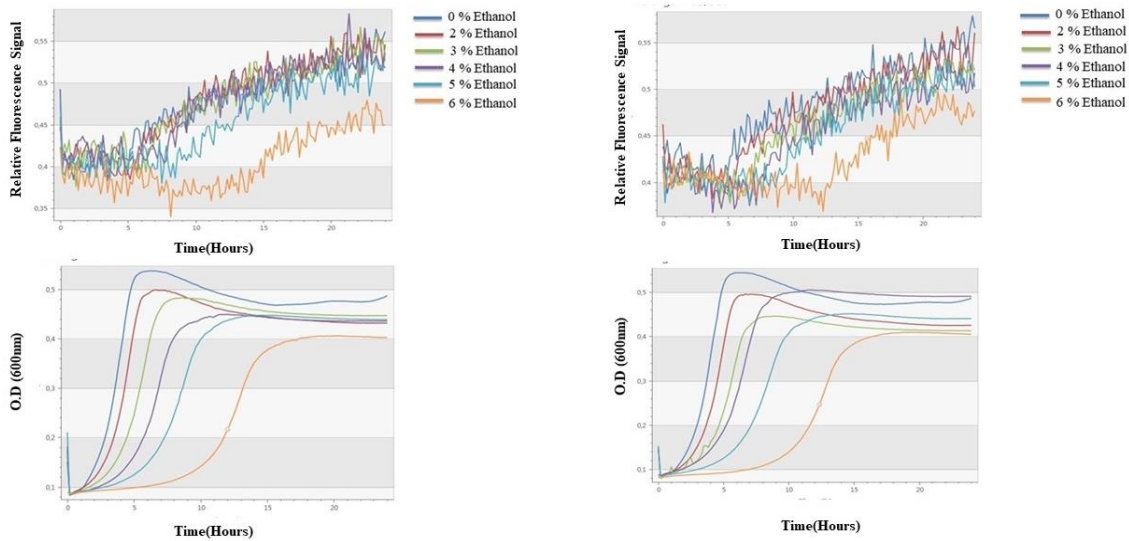 0 % Ethanol
2 % Ethanol
3 % Ethanol
4 % Ethanol
5 % Ethanol
6 % Ethanol
Relative Fluorescence Signal
0,55
0,5
0,45
0,4
0,35
0 5 10 15 20
Time(Hours)
0 % Ethanol
2 % Ethanol
3 % Ethanol
4 % Ethanol
5 % Ethanol
6 % Ethanol
Relative Fluorescence Signal
0,55
0,5
0,45
0,4
0 5 10 15 20
Time(Hours)
O.D (600nm)
0,5
0,4
0,3
0,2
0,1
0 5 10 15 20
Time(Hours)
O.D (600nm)
0,5
0,4
0,3
0,2
0,1
0 5 10 15 20
Time(Hours)